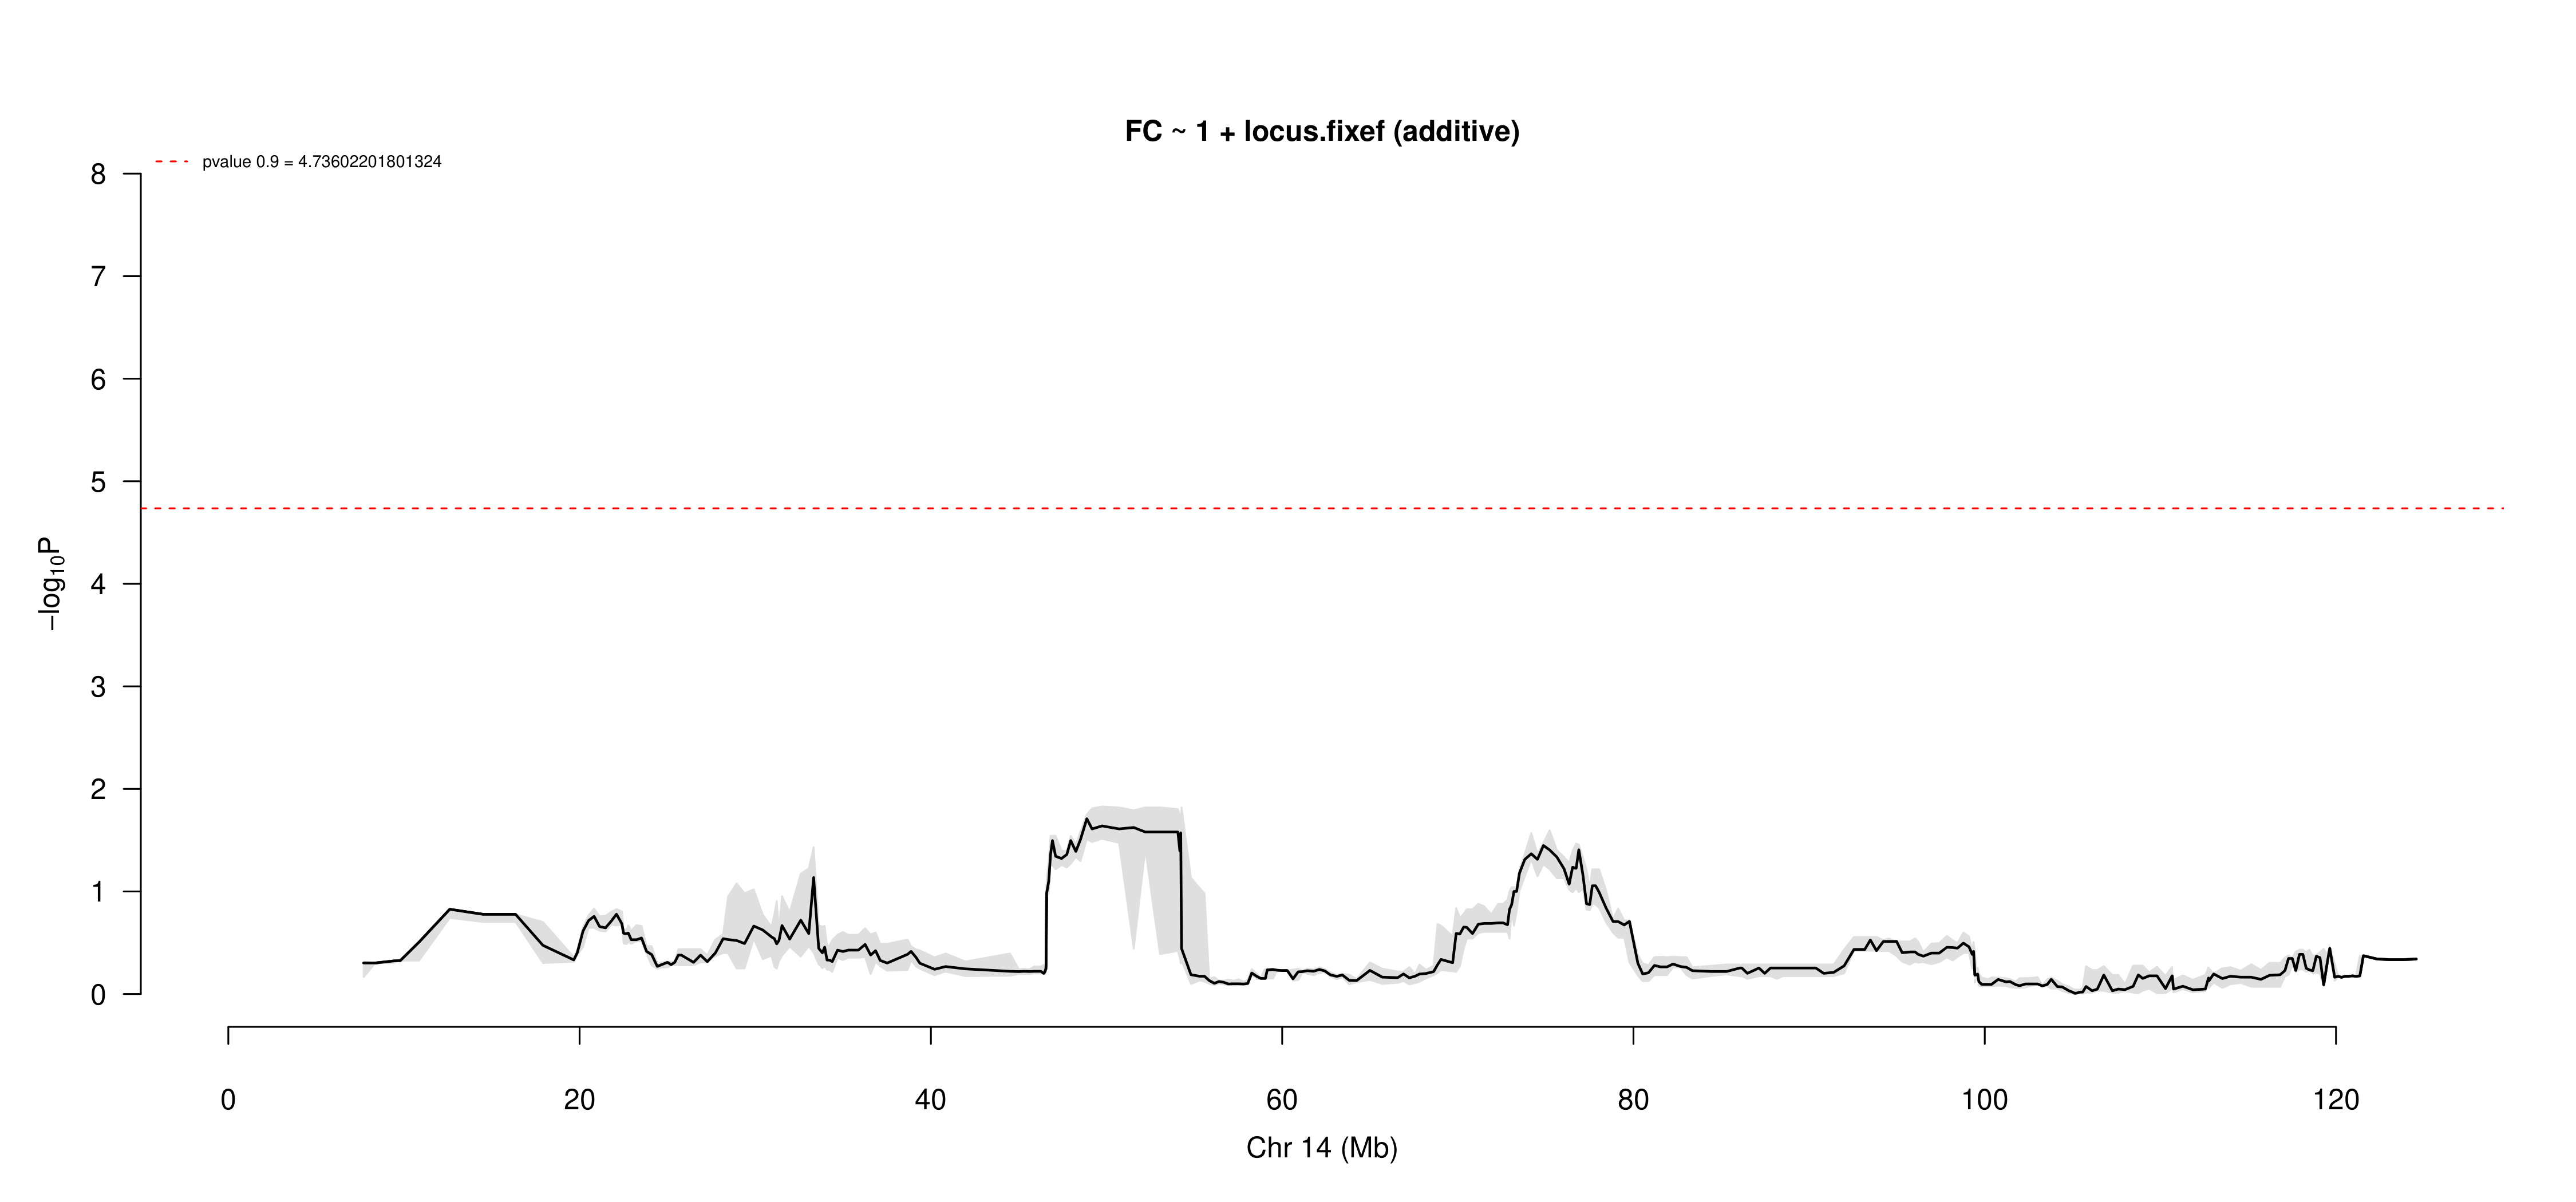 FC ~ 1 + locus.fixef (additive)
pvalue 0.9 = 4.73602201801324
8
7
6
5
4
3
2
1
0
−log10P
0 20 40 60 80 100 120
Chr 14 (Mb)